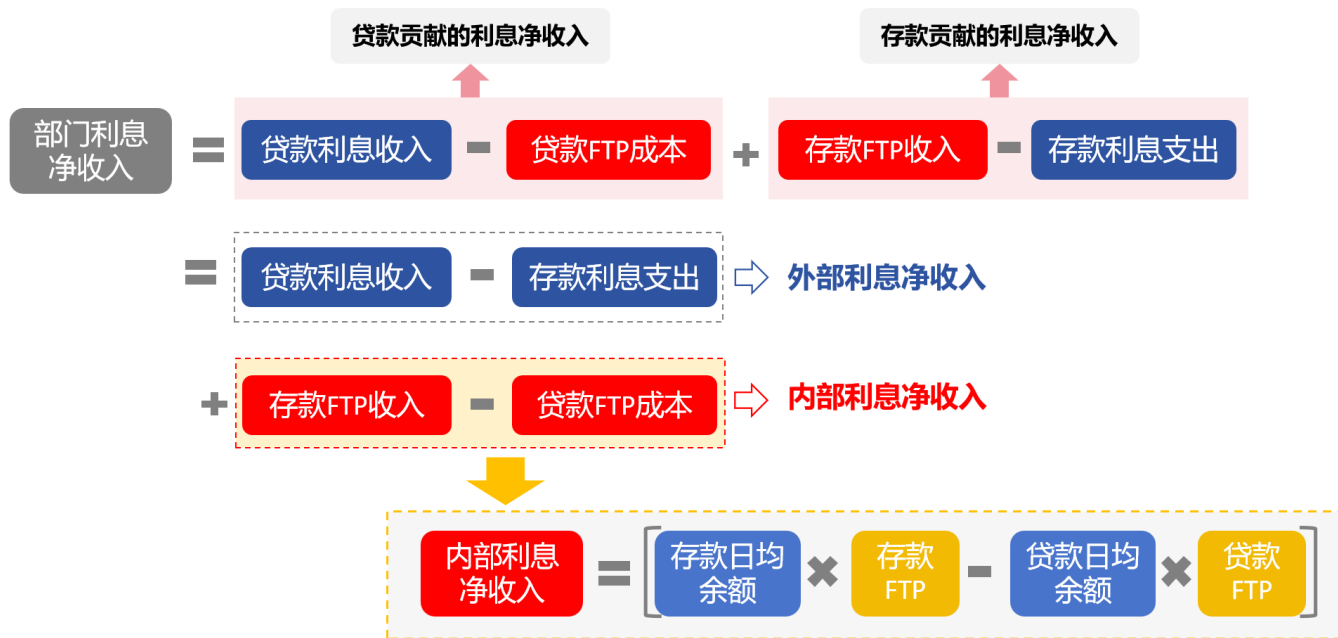 贷款贡献的利息净收入
存款贡献的利息净收入
部门利息
净收入
=
贷款利息收入
-
贷款FTP成本
+
存款FTP收入
-
存款利息支出
=
贷款利息收入
-
存款利息支出
外部利息净收入
+
存款FTP收入
-
贷款FTP成本
内部利息净收入
内部利息
净收入
=
[
存款日均
余额
×
存款
FTP
-
贷款日均
余额
×
贷款
FTP
]